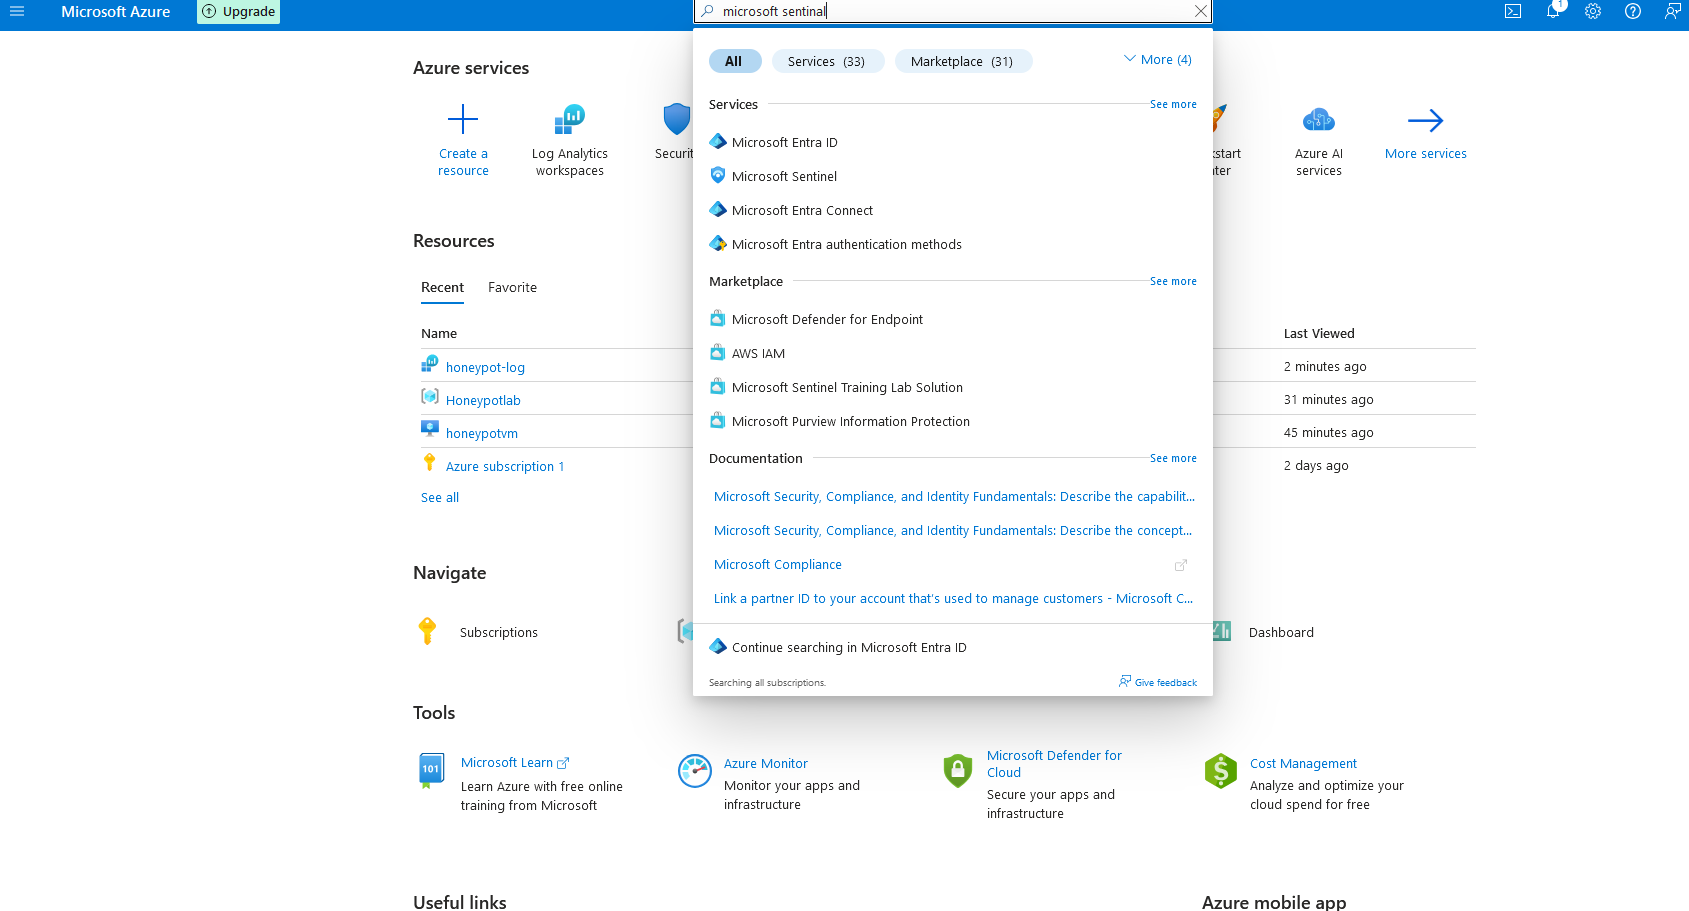 Microsoft Azure
Upgrade
microsoft sentinal
1
All
Services (33)
Marketplace (31)
More (4)
Azure services
Create a
resource
Log Analytics
workspaces
Azure AI
services
More services
Services
See more
Microsoft Entra ID
Microsoft Sentinel
Microsoft Entra Connect
Microsoft Entra authentication methods
Marketplace
See more
Microsoft Defender for Endpoint
AWS IAM
Microsoft Sentinel Training Lab Solution
Microsoft Purview Information Protection
Documentation
See more
Microsoft Security, Compliance, and Identity Fundamentals: Describe the capabilit...
Microsoft Security, Compliance, and Identity Fundamentals: Describe the concept...
Microsoft Compliance
Link a partner ID to your account that's used to manage customers - Microsoft C...
Continue searching in Microsoft Entra ID
Searching all subscriptions.
Give feedback
Resources
Recent
Favorite
Name
Last Viewed
honeypot-log
2 minutes ago
Honeypotlab
31 minutes ago
honeypotvm
45 minutes ago
Azure subscription 1
2 days ago
See all
Navigate
Subscriptions
Dashboard
Tools
101
Microsoft Learn
Learn Azure with free online
training from Microsoft
Azure Monitor
Monitor your apps and
infrastructure
Microsoft Defender for
Cloud
Secure your apps and
infrastructure
Cost Management
Analyze and optimize your
cloud spend for free
Useful links
Azure mobile app